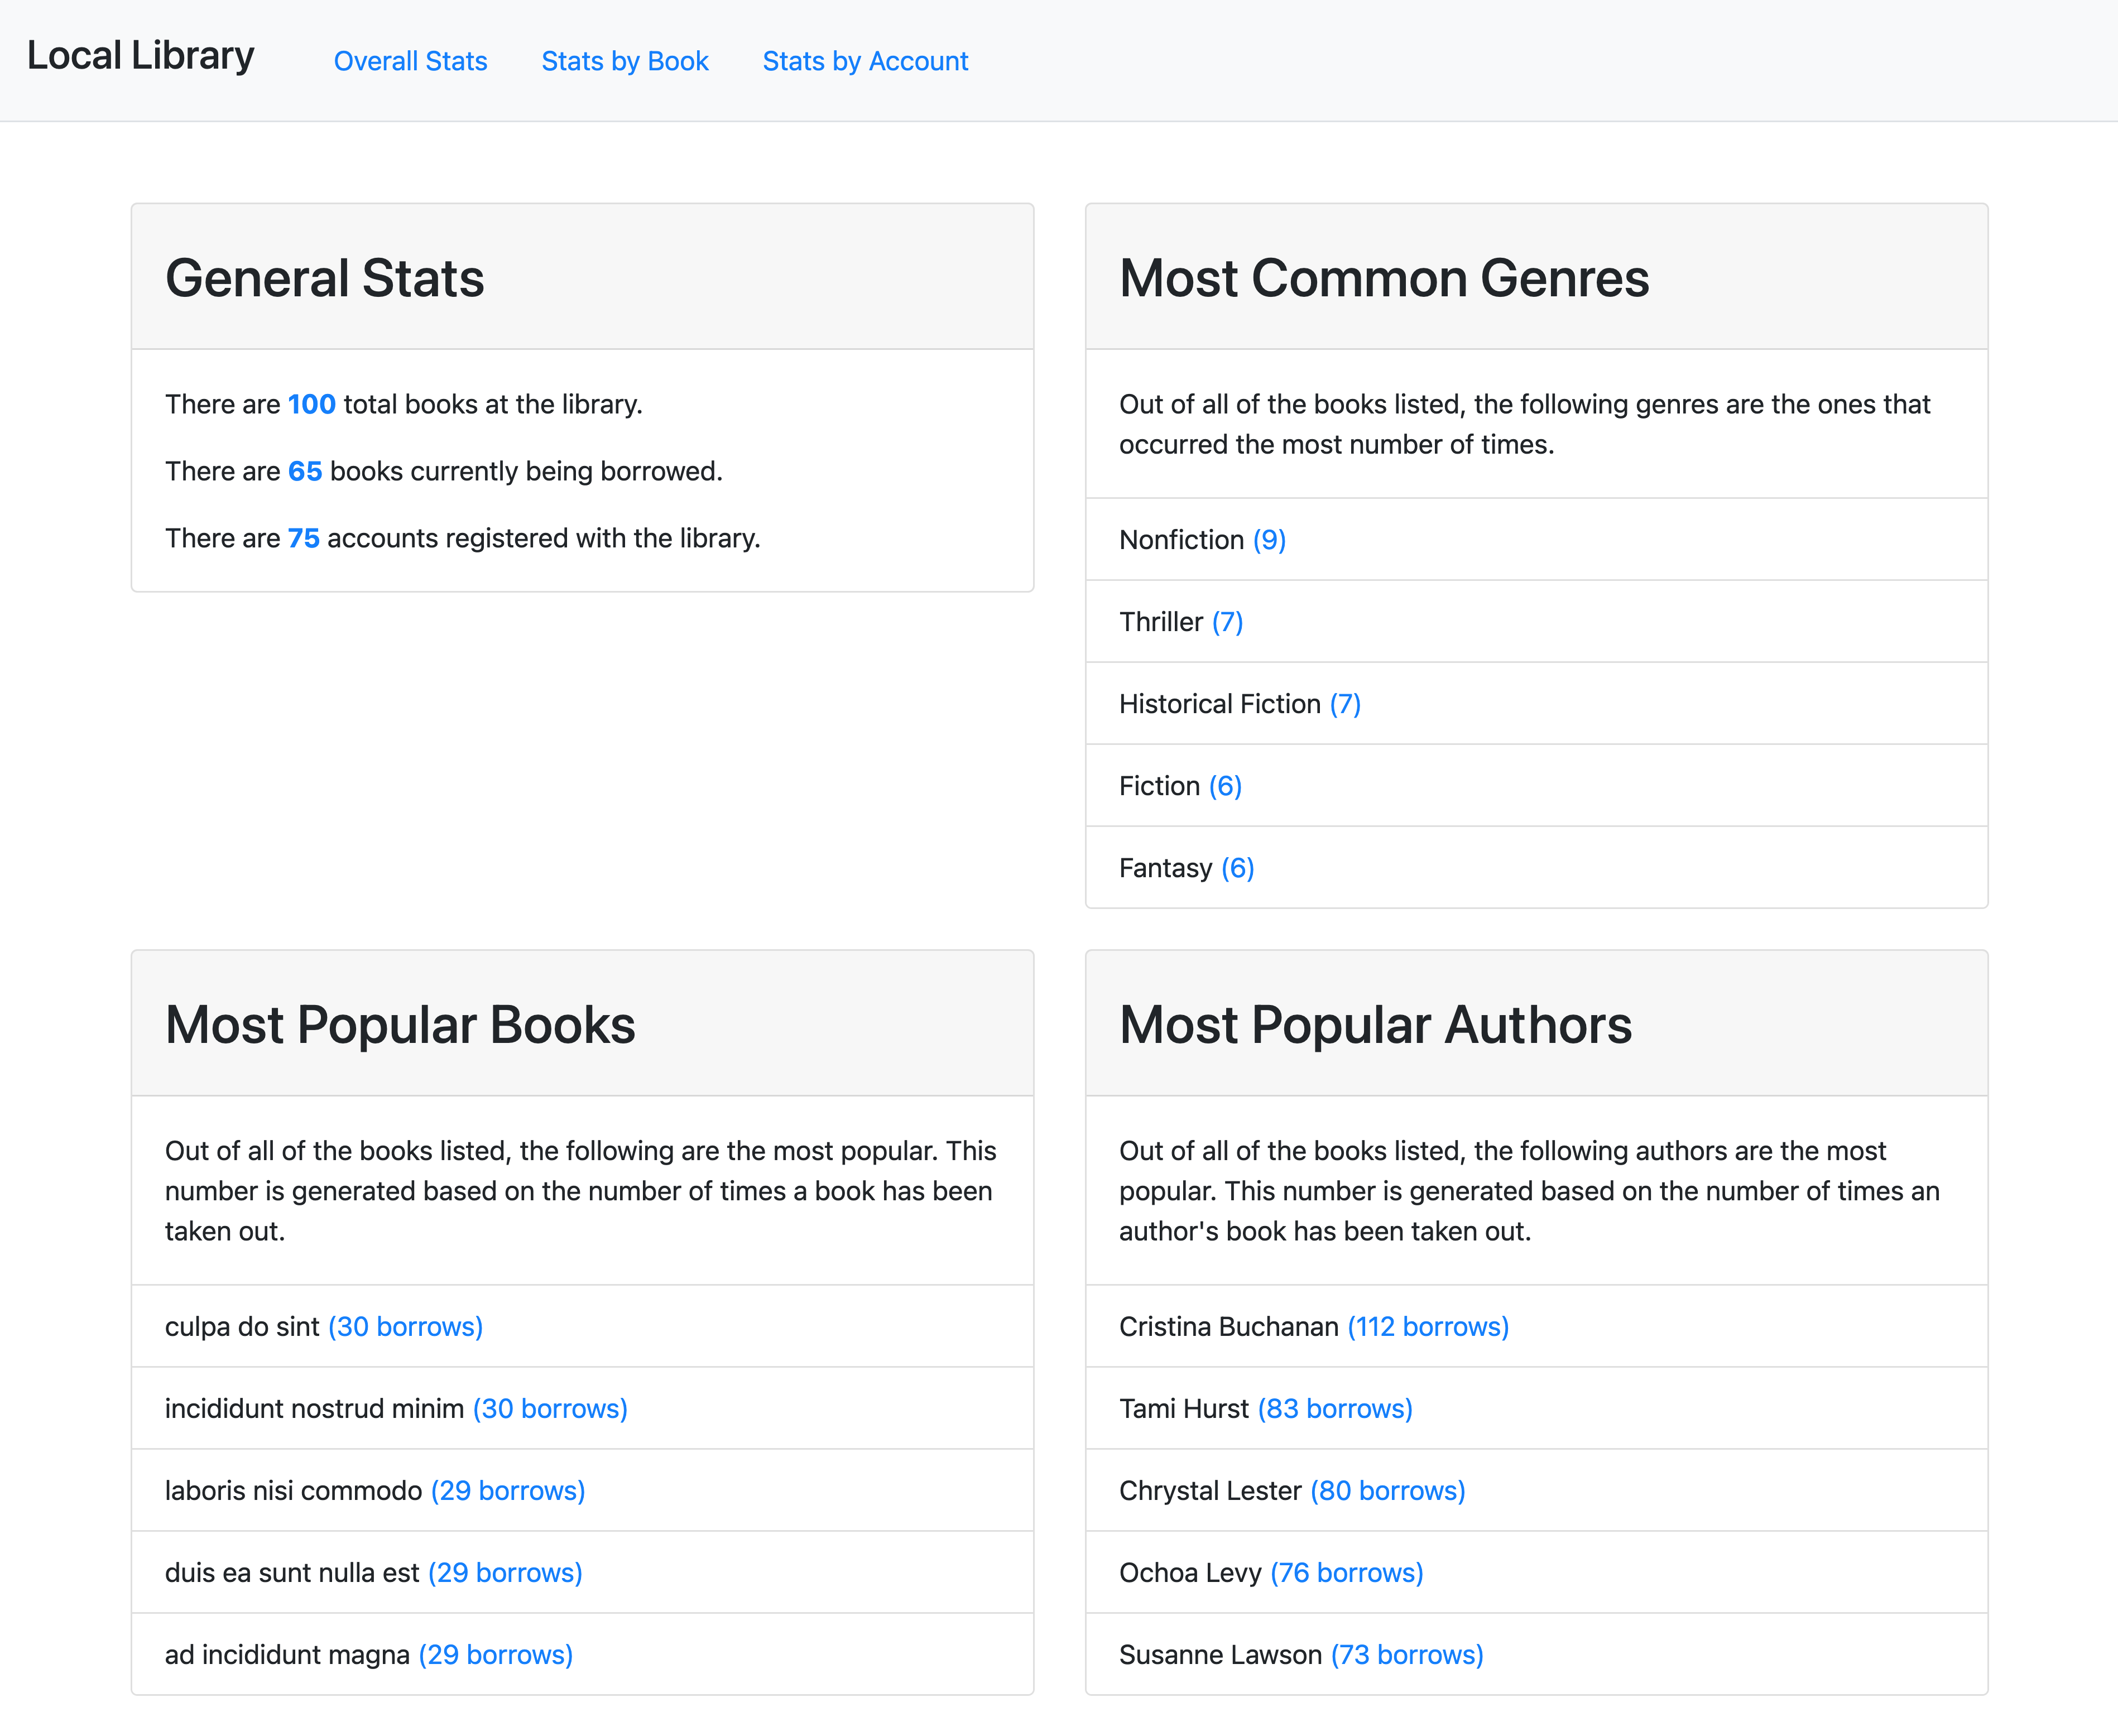 Local Library
Overall Stats
Stats by Book
Stats by Account
General Stats
There are 100 total books at the library.
There are 65 books currently being borrowed.
There are 75 accounts registered with the library.
Most Common Genres
Out of all of the books listed, the following genres are the ones that
occurred the most number of times.
Nonfiction (9)
Thriller (7)
Historical Fiction (7)
Fiction (6)
Fantasy (6)
Most Popular Books
Out of all of the books listed, the following are the most popular. This
number is generated based on the number of times a book has been
taken out.
culpa do sint (30 borrows)
incididunt nostrud minim (30 borrows)
laboris nisi commodo (29 borrows)
duis ea sunt nulla est (29 borrows)
ad incididunt magna (29 borrows)
Most Popular Authors
Out of all of the books listed, the following authors are the most
popular. This number is generated based on the number of times an
author's book has been taken out.
Cristina Buchanan (112 borrows)
Tami Hurst (83 borrows)
Chrystal Lester (80 borrows)
Ochoa Levy (76 borrows)
Susanne Lawson (73 borrows)